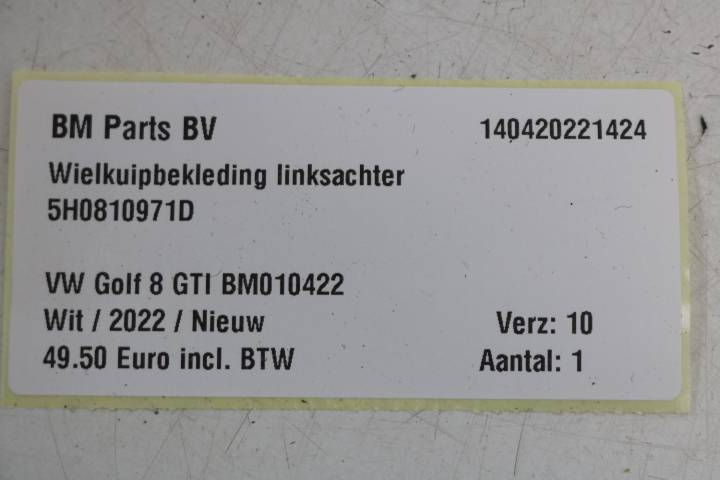 BM Parts BV 140420221424
Wielkuipbekleding linksachter
5H0810971D
VW Golf 8 GTI BM010422
Wit / 2022 / Nieuw Verz: 10
49.50 Euro incl. BTW Aantal: 1